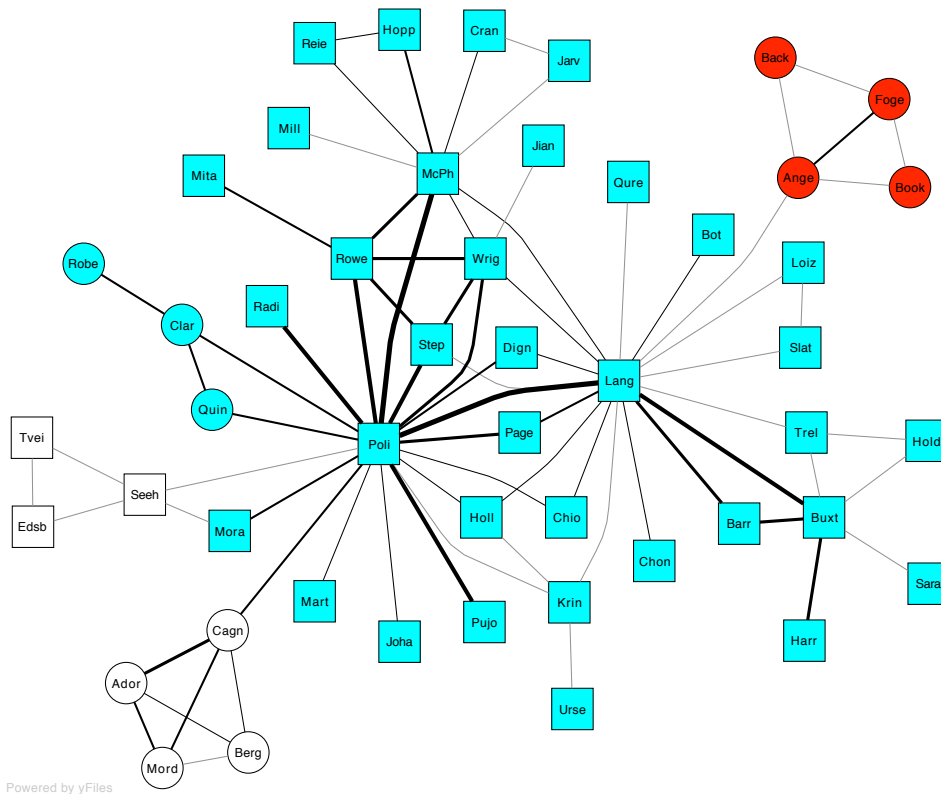 Hopp
Cran
Reie
Jarv
Back
Foge
Mill
Jian
McPh
Mita
Qure
Ange
Book
Bot
Rowe
Wrig
Robe
Loiz
Radi
Clar
Step
Dign
Slat
Lang
Quin
Page
Trel
Tvei
Poli
Hold
Seeh
Holl
Chio
Buxt
Edsb
Mora
Barr
Chon
Sara
Mart
Krin
Pujo
Cagn
Joha
Harr
Ador
Urse
Berg
Mord
Powered by yFiles